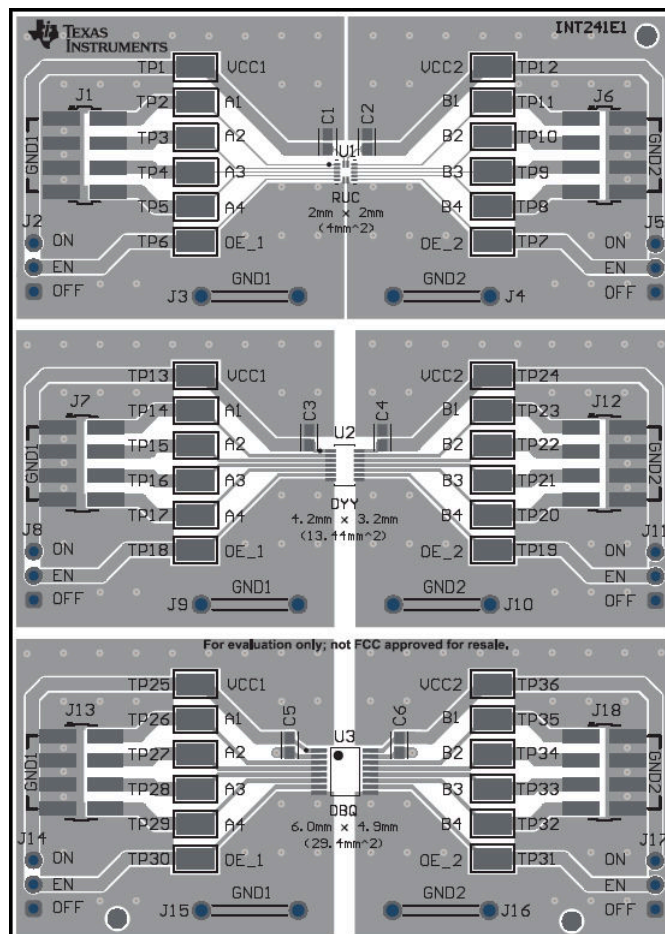 TEXAS
INSTRUMENTS
INT241E1
TP1 VCC1 VCC2 TP12
J1 TP2 A1 C1 C2 B1 TP11 J6
TP3 A2 U1 B2 TP10
GND1 TP4 A3 B3 TP9 GND2
TP5 A4 RUC B4 TP8
2mm × 2mm
(4mm^2)
J2 ON TP6 OE_1 OE_2 TP7 ON J5
EN EN
OFF J3 GND1 GND2 J4 OFF
TP13 VCC1 VCC2 TP24
J7 TP14 A1 C3 C4 B1 TP23 J12
TP15 A2 U2 B2 TP22
GND1 TP16 A3 B3 TP21 GND2
TP17 A4 DYY B4 TP20
4.2mm × 3.2mm
(13.44mm^2)
J8 ON TP18 OE_1 OE_2 TP19 ON J11
EN EN
OFF J9 GND1 GND2 J10 OFF
For evaluation only; not FCC approved for resale.
TP25 VCC1 VCC2 TP36
J13 TP26 A1 C5 C6 B1 TP35 J18
TP27 A2 U3 B2 TP34
GND1 TP28 A3 B3 TP33 GND2
TP29 A4 DBQ B4 TP32
6.0mm × 4.9mm
(29.4mm^2)
J14 ON TP30 OE_1 OE_2 TP31 ON J17
EN EN
OFF J15 GND1 GND2 J16 OFF